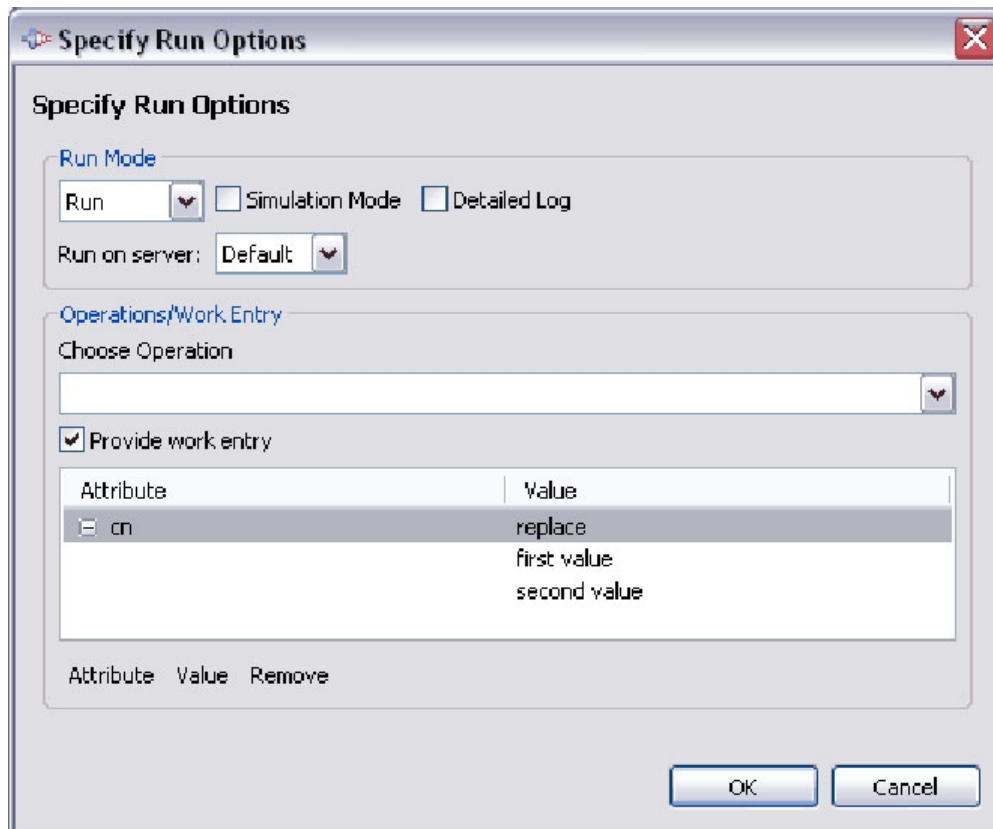 Specify Run Options
Specify Run Options
Run Mode
Run Simulation Mode Detailed Log
Run on server: Default
Operations/Work Entry
Choose Operation
Provide work entry
Attribute Value
cn replace
first value
second value
Attribute Value Remove
OK Cancel